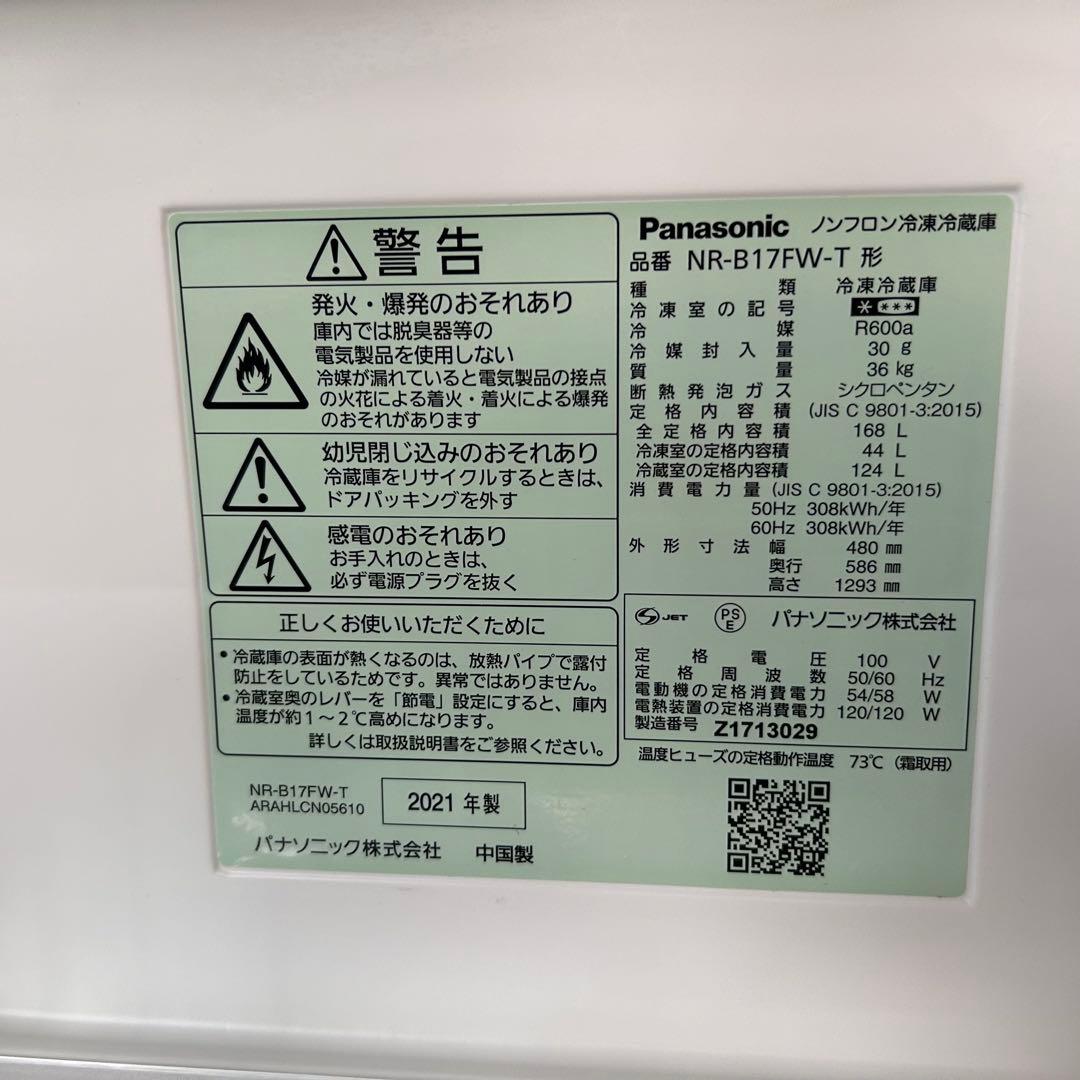 警告
発火・爆発のおそれあり
庫内では脱臭器等の
電気製品を使用しない
冷媒が漏れていると電気製品の接点
の火花による着火・着火による爆発
のおそれがあります
幼児閉じ込めのおそれあり
冷蔵庫をリサイクルするときは、
ドアパッキングを外す
感電のおそれあり
お手入れのときは、
必ず電源プラグを抜く
正しくお使いいただくために
・冷蔵庫の表面が熱くなるのは、放熱パイプで露付
防止をしているためです。異常ではありません。
・冷蔵室奥のレバーを「節電」設定にすると、庫内
温度が約1～2℃高めになります。
詳しくは取扱説明書をご参照ください。
NR-B17FW-T
ARAHLCN05610
2021 年製
パナソニック株式会社 中国製
Panasonic ノンフロン冷凍冷蔵庫
品番 NR-B17FW-T 形
種類 冷凍冷蔵庫
冷凍室の記号 * ***
冷媒 R600a
冷媒封入量 30 g
質量 36 kg
断熱発泡ガス シクロペンタン
定格内容積 (JIS C 9801-3:2015)
全定格内容積 168 L
冷凍室の定格内容積 44 L
冷蔵室の定格内容積 124 L
消費電力量 (JIS C 9801-3:2015)
50Hz 308kWh/年
60Hz 308kWh/年
外形寸法 幅 480 mm
奥行 586 mm
高さ 1293 mm
JET PS E パナソニック株式会社
定格電圧 100 V
定格周波数 50/60 Hz
電動機の定格消費電力 54/58 W
電熱装置の定格消費電力 120/120 W
製造番号 Z1713029
温度ヒューズの定格動作温度 73℃ (霜取用)